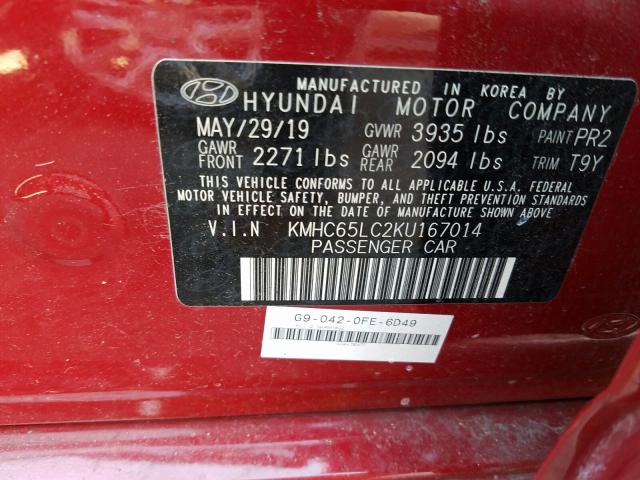 MANUFACTURED IN KOREA BY
HYUNDAI MOTOR COMPANY
MAY/29/19 GVWR 3935 lbs PAINT PR2
GAWR FRONT 2271 lbs GAWR REAR 2094 lbs TRIM T9Y
THIS VEHICLE CONFORMS TO ALL APPLICABLE U.S.A. FEDERAL
MOTOR VEHICLE SAFETY, BUMPER, AND THEFT PREVENTION STANDARDS
IN EFFECT ON THE DATE OF MANUFACTURE SHOWN ABOVE
V.I.N KMHC65LC2KU167014
PASSENGER CAR
G9-042-0FE-6D49